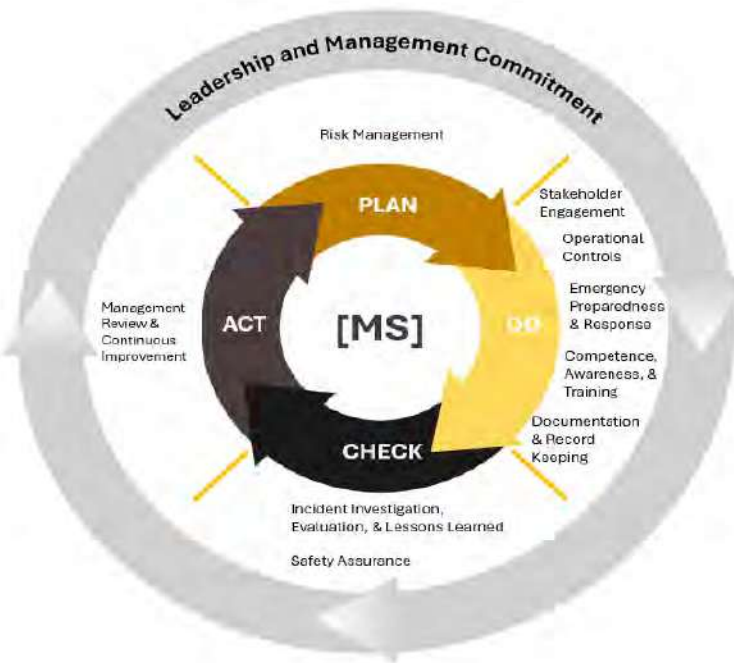 Leadership and Management Commitment
Risk Management
PLAN
Stakeholder
Engagement
Operational
Controls
Emergency
Preparedness
& Response
Competence,
Awareness, &
Training
Documentation
& Record
Keeping
DO
[MS]
ACT
Management
Review &
Continuous
Improvement
CHECK
Incident Investigation,
Evaluation, & Lessons Learned
Safety Assurance